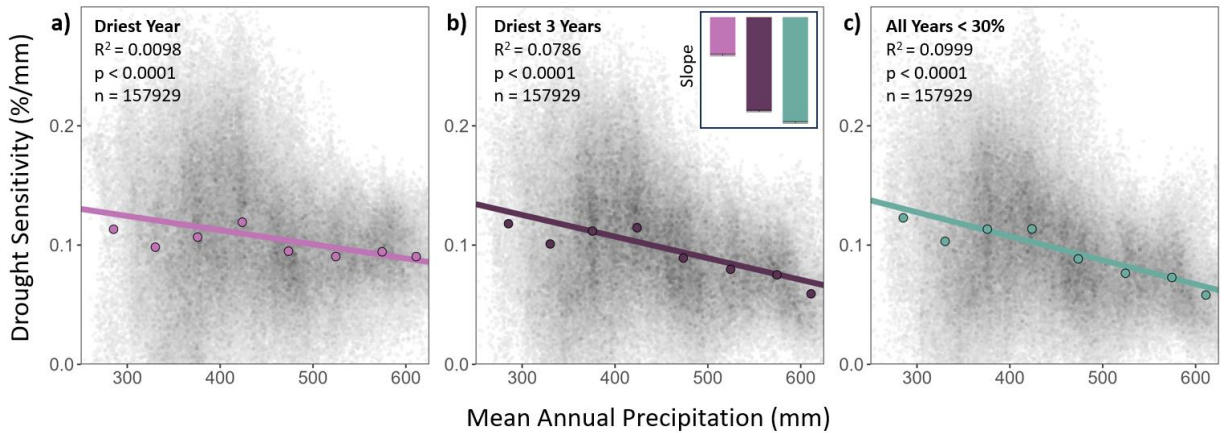 Drought Sensitivity (%/mm)
a)
Driest Year
R² = 0.0098
p < 0.0001
n = 157929
0.2
0.1
0.0
300 400 500 600
b)
Driest 3 Years
R² = 0.0786
p < 0.0001
n = 157929
Slope
0.2
0.1
0.0
300 400 500 600
c)
All Years < 30%
R² = 0.0999
p < 0.0001
n = 157929
0.2
0.1
0.0
300 400 500 600
Mean Annual Precipitation (mm)